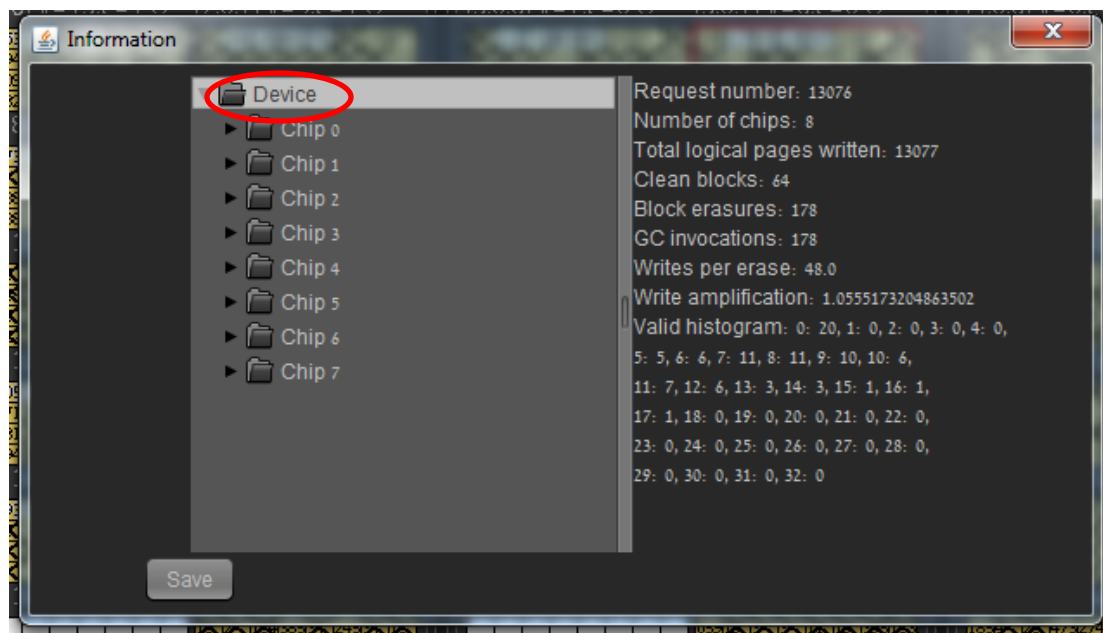 Information
Device
Chip 0
Chip 1
Chip 2
Chip 3
Chip 4
Chip 5
Chip 6
Chip 7
Request number: 13076
Number of chips: 8
Total logical pages written: 13077
Clean blocks: 64
Block erasures: 178
GC invocations: 178
Writes per erase: 48.0
Write amplification: 1.0555173204863502
Valid histogram: 0: 20, 1: 0, 2: 0, 3: 0, 4: 0,
5: 5, 6: 6, 7: 11, 8: 11, 9: 10, 10: 6,
11: 7, 12: 6, 13: 3, 14: 3, 15: 1, 16: 1,
17: 1, 18: 0, 19: 0, 20: 0, 21: 0, 22: 0,
23: 0, 24: 0, 25: 0, 26: 0, 27: 0, 28: 0,
29: 0, 30: 0, 31: 0, 32: 0
Save